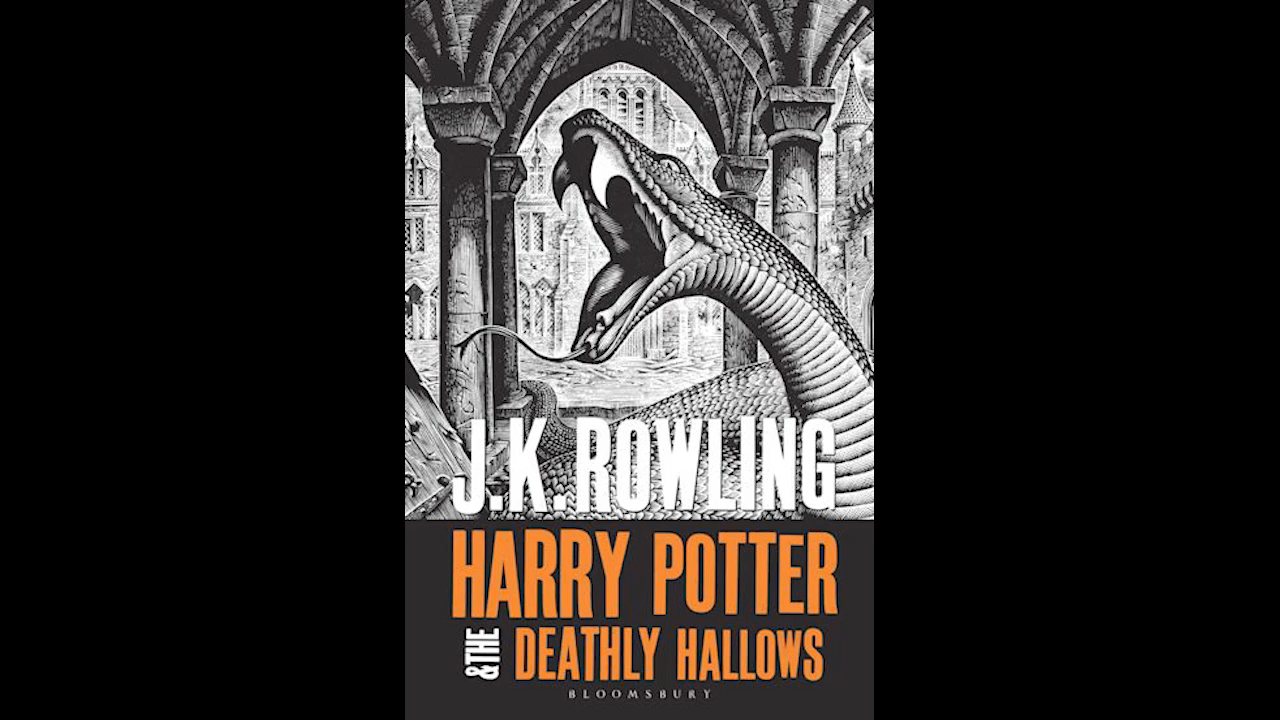 J.K. ROWLING
HARRY POTTER
& THE DEATHLY HALLOWS
BLOOMSBURY